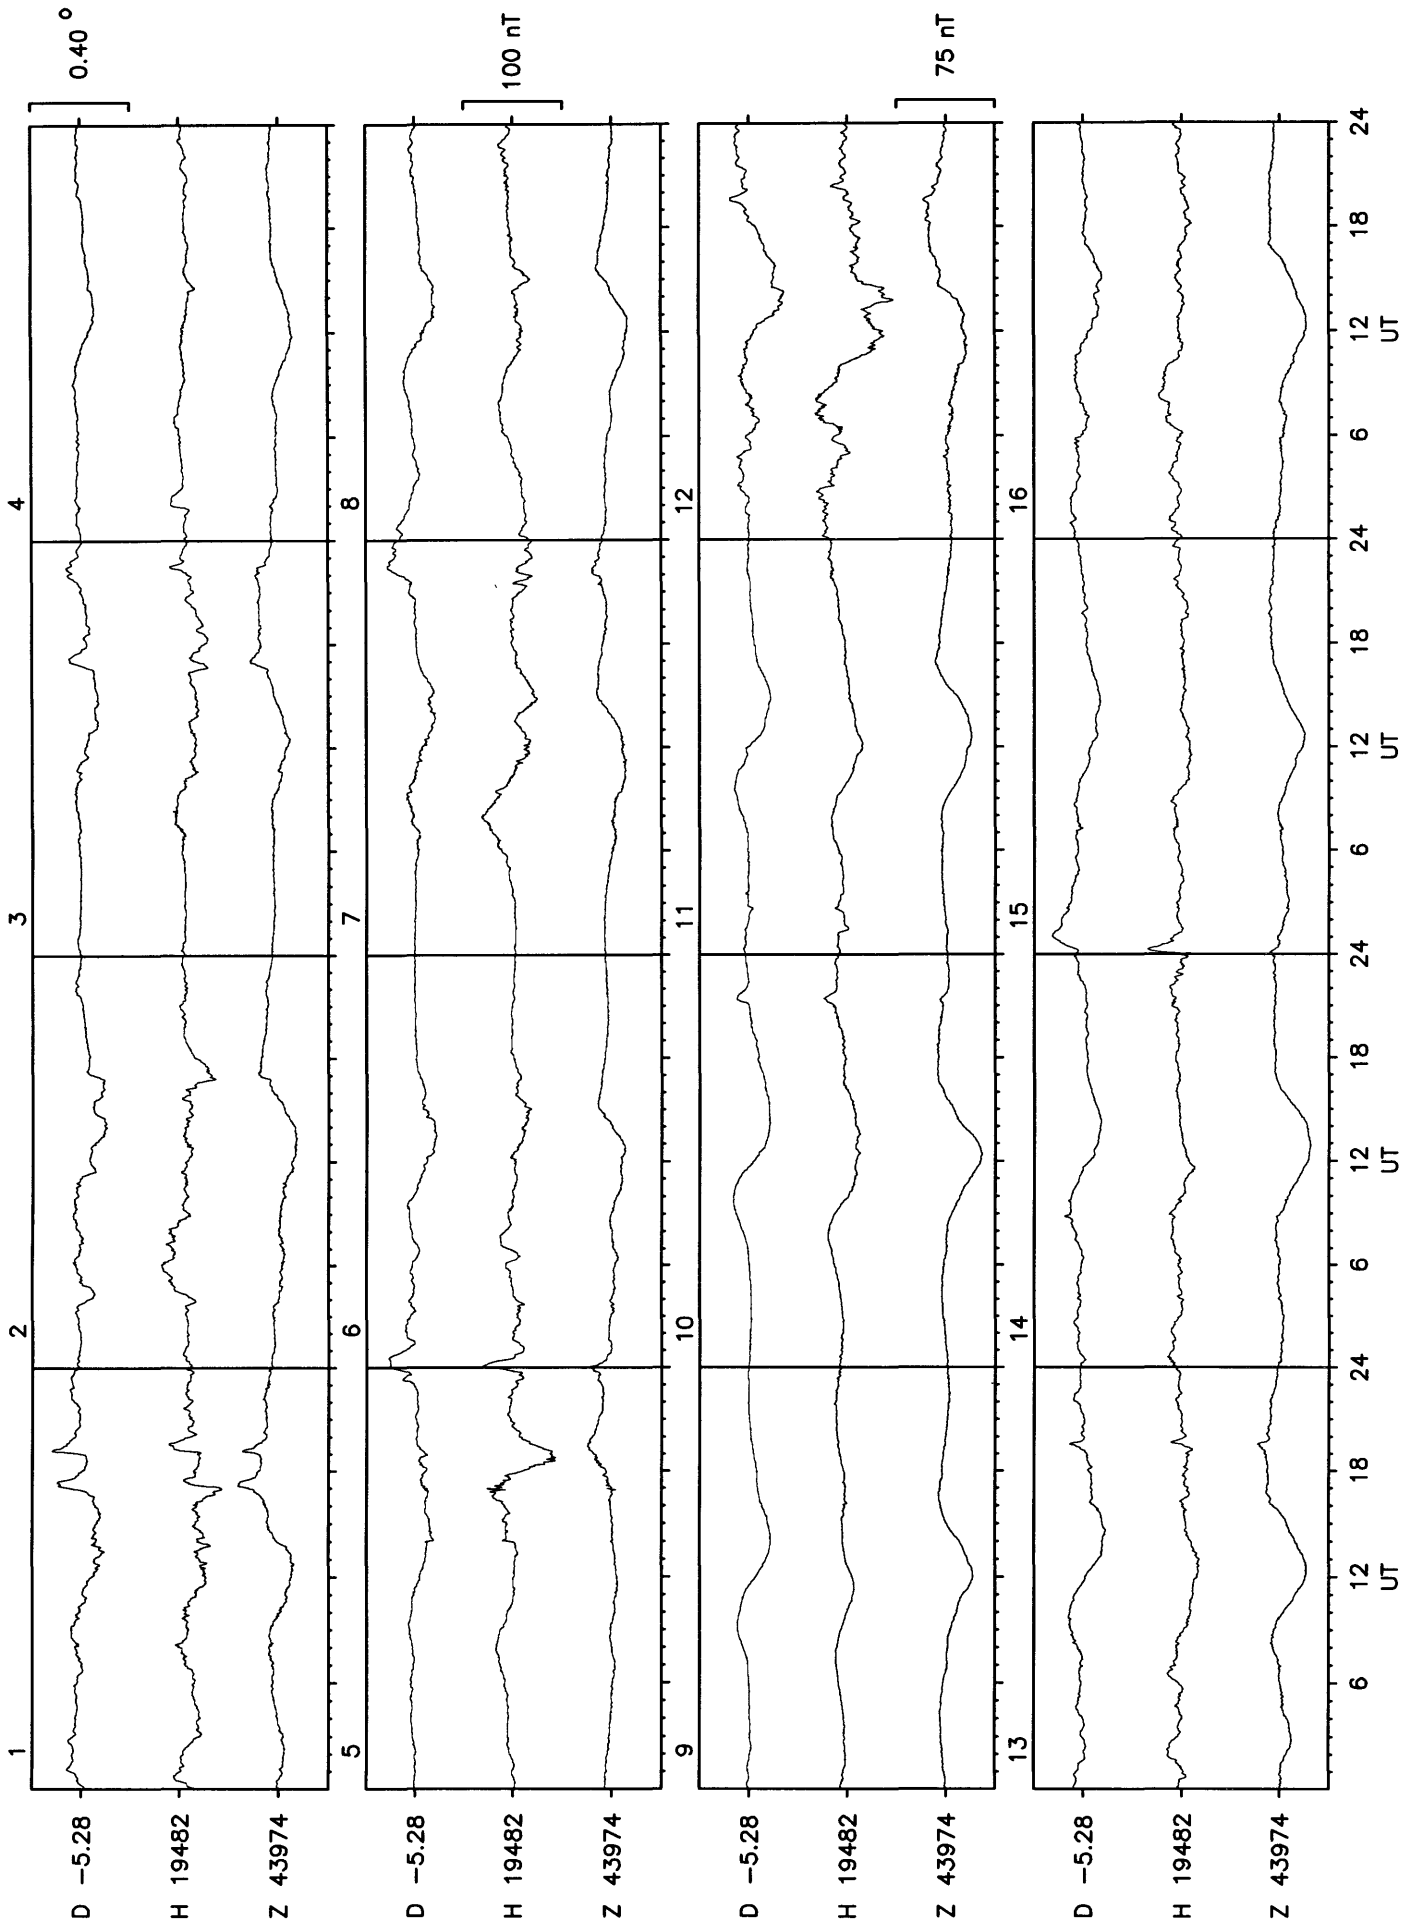 1 2 3 4
D -5.28
H 19482
Z 43974
0.40 °
5 6 7 8
D -5.28
H 19482
Z 43974
100 nT
9 10 11 12
D -5.28
H 19482
Z 43974
75 nT
13 14 15 16
D -5.28
H 19482
Z 43974
6 12 18 24 6 12 18 24 6 12 18 24 6 12 18 24
UT UT UT UT